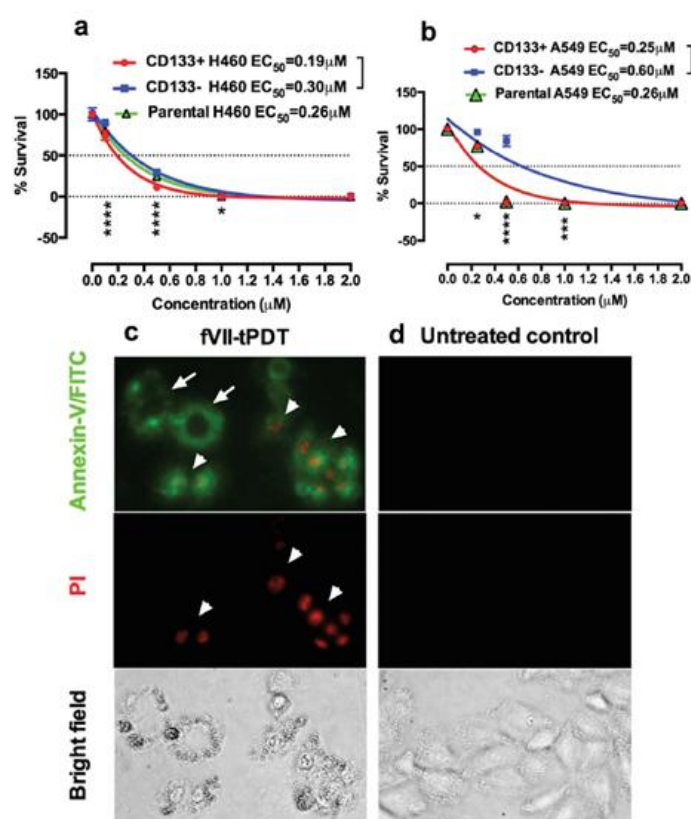 a
CD133+ H460 EC50=0.19μM
CD133- H460 EC50=0.30μM
Parental H460 EC50=0.26μM
% Survival
100
50
0
-50
****
****
*
0.0 0.2 0.4 0.6 0.8 1.0 1.2 1.4 1.6 1.8 2.0
Concentration (μM)
b
CD133+ A549 EC50=0.25μM
CD133- A549 EC50=0.60μM
Parental A549 EC50=0.26μM
% Survival
150
100
50
0
-50
*
****
***
0.0 0.2 0.4 0.6 0.8 1.0 1.2 1.4 1.6 1.8 2.0
Concentration (μM)
c fVII-tPDT
d Untreated control
Annexin-V/FITC
PI
Bright field